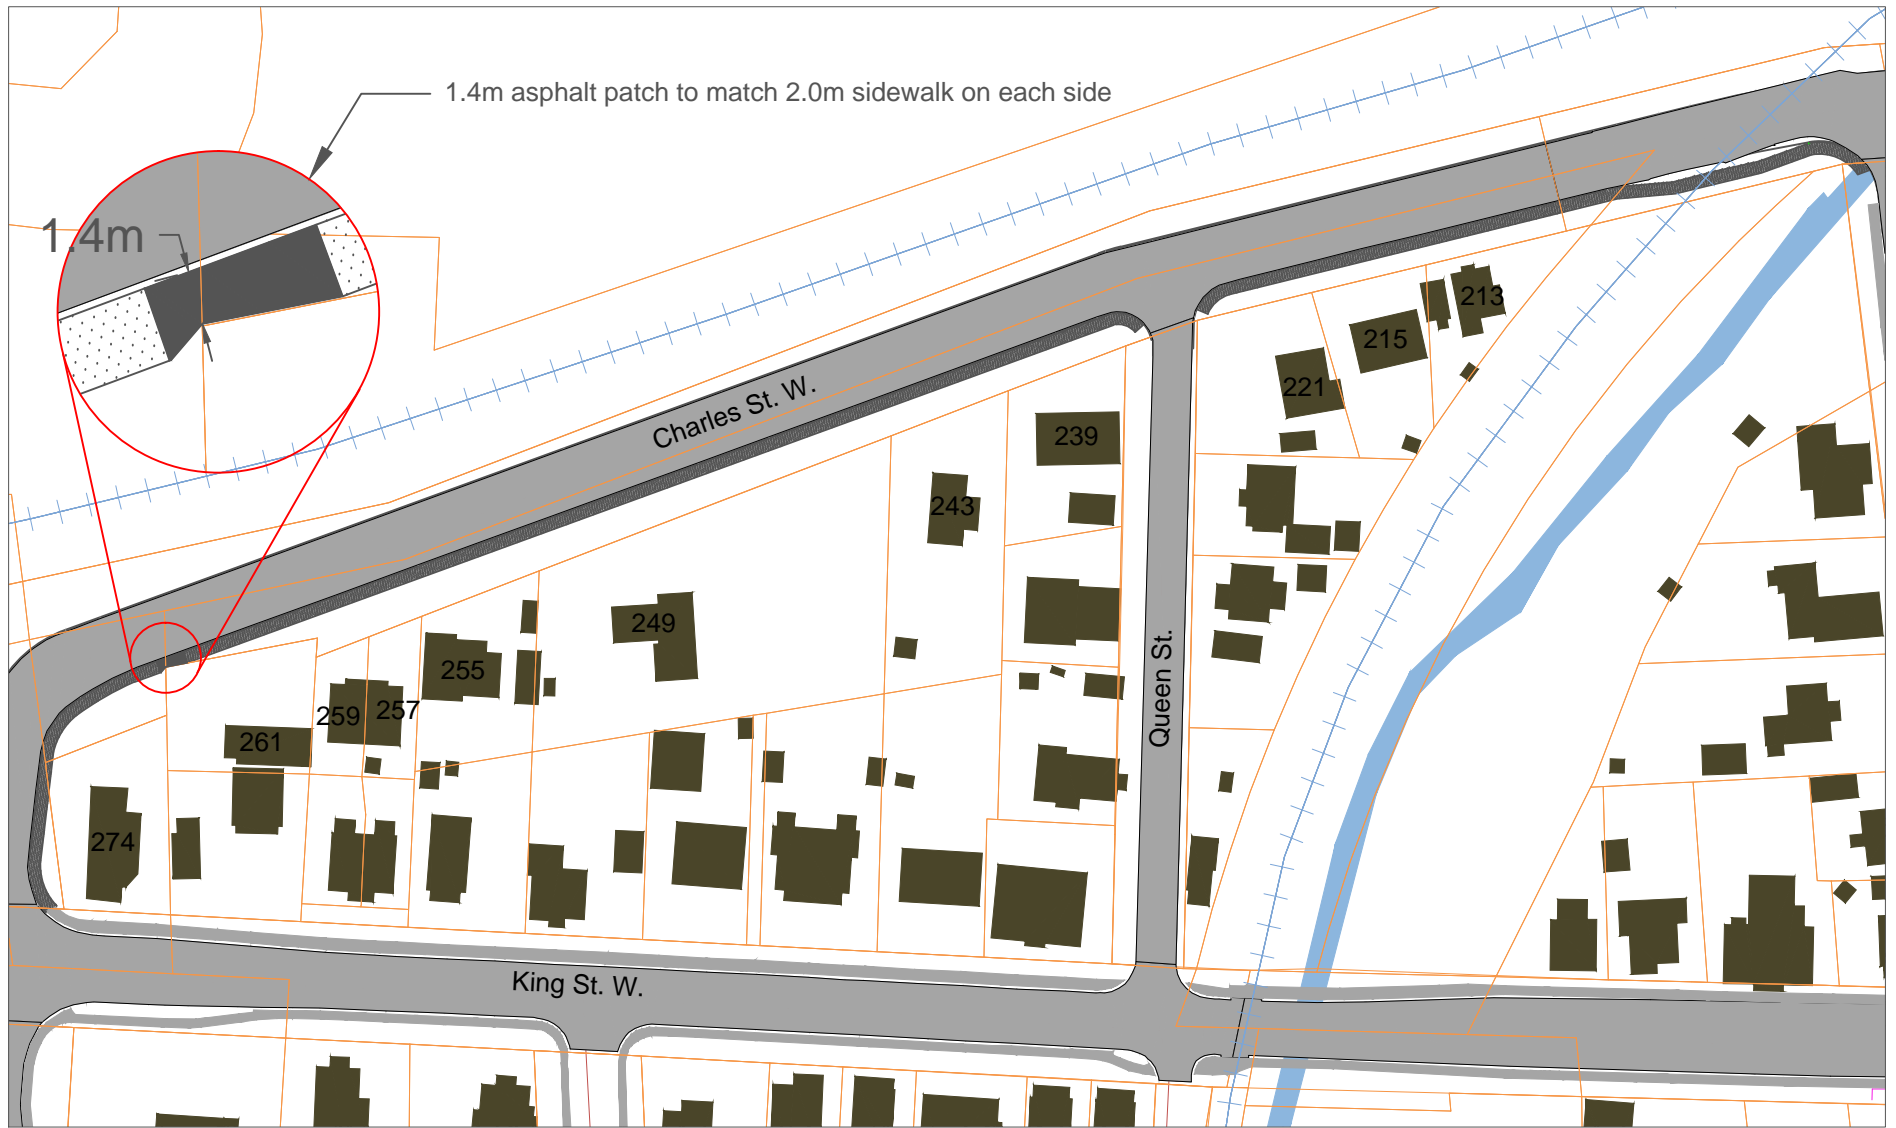 1.4m asphalt patch to match 2.0m sidewalk on each side
1.4m
213
215
221
Charles St. W.
239
243
249
255
257
259
261
Queen St.
274
King St. W.